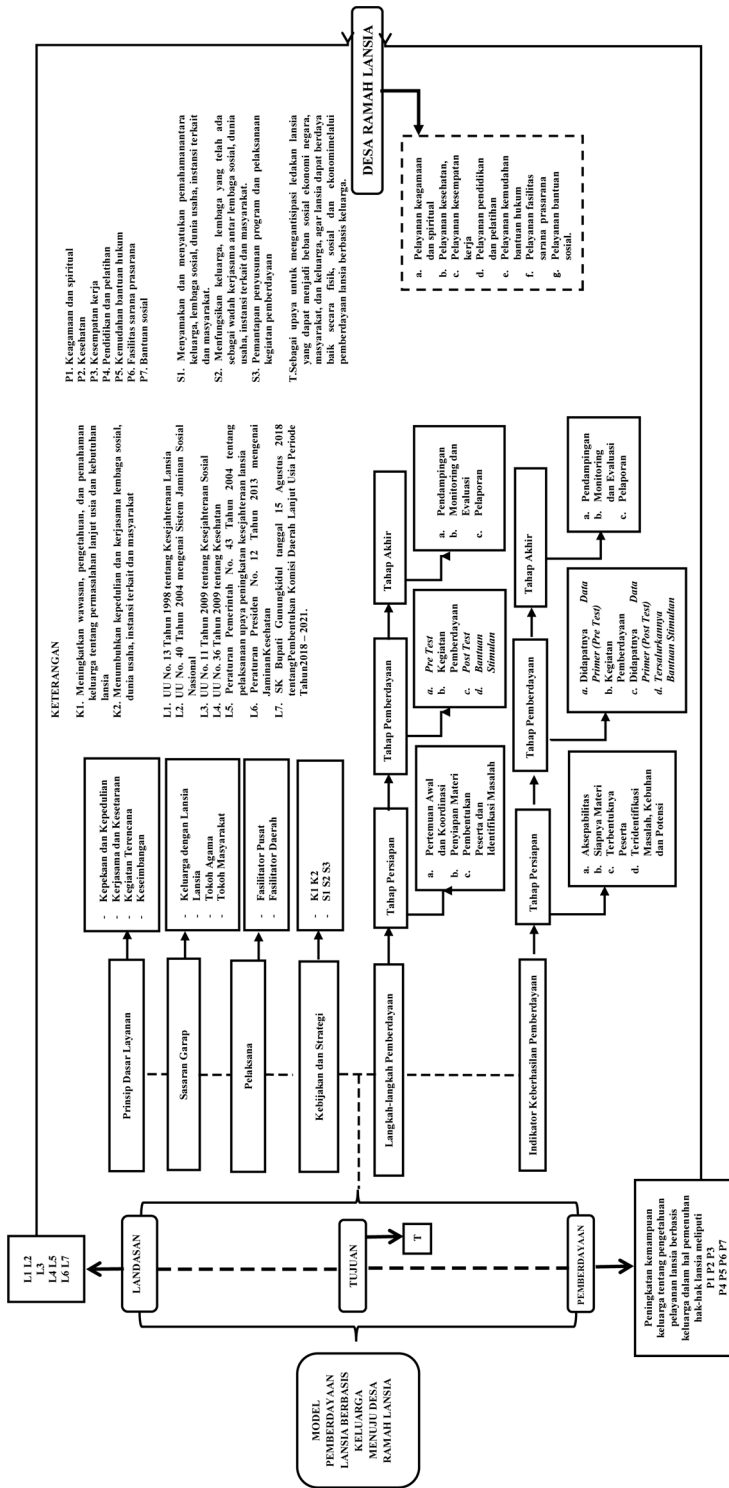 MODEL
PEMBERDAYAAN
LANSIA BERBASIS
KELUARGA
MENUJU DESA
RAMAH LANSIA
L1 L2
L3
L4 L5
L6 L7
LANDASAN
TUJUAN
T
PEMBERDAYAAN
Peningkatan kemampuan
keluarga tentang pengetahuan
pelayanan lansia berbasis
keluarga dalam hal pemenuhan
hak-hak lansia meliputi
P1 P2 P3
P4 P5 P6 P7
Prinsip Dasar Layanan
- Kepekaan dan Kepedulian
- Kerjasama dan Kesetaraan
- Kegiatan Terencana
- Keseimbangan
Sasaran Garap
- Keluarga dengan Lansia
- Lansia
- Tokoh Agama
- Tokoh Masyarakat
Pelaksana
- Fasilitator Pusat
- Fasilitator Daerah
Kebijakan dan Strategi
- K1 K2
- S1 S2 S3
Langkah-langkah Pemberdayaan
Tahap Persiapan
a. Pertemuan Awal
dan Koordinasi
b. Penyiapan Materi
c. Pembentukan
Peserta dan
Identifikasi Masalah
Tahap Pemberdayaan
a. Pre Test
b. Kegiatan
Pemberdayaan
c. Post Test
d. Bantuan
Stimulan
Tahap Akhir
a. Pendampingan
b. Monitoring dan
Evaluasi
c. Pelaporan
Indikator Keberhasilan Pemberdayaan
Tahap Persiapan
a. Aksepabilitas
b. Siapnya Materi
c. Terbentuknya
Peserta
d. Teridentifikasi
Masalah, Kebuhan
dan Potensi
Tahap Pemberdayaan
a. Didapatnya Data
Primer (Pre Test)
b. Kegiatan
Pemberdayaan
c. Didapatnya Data
Primer (Post Test)
d. Tersalurkannya
Bantuan Stimultan
Tahap Akhir
a. Pendampingan
b. Monitoring
dan Evaluasi
c. Pelaporan
KETERANGAN
K1. Meningkatkan wawasan, pengetahuan, dan pemahaman
keluarga tentang permasalahan lanjut usia dan kebutuhan
lansia
K2. Menumbuhkan kepedulian dan kerjasama lembaga sosial,
dunia usaha, instansi terkait dan masyarakat
L1. UU No. 13 Tahun 1998 tentang Kesejahteraan Lansia
L2. UU No. 40 Tahun 2004 mengenai Sistem Jaminan Sosial
Nasional
L3. UU No. 11 Tahun 2009 tentang Kesejahteraan Sosial
L4. UU No. 36 Tahun 2009 tentang Kesehatan
L5. Peraturan Pemerintah No. 43 Tahun 2004 tentang
pelaksanaan upaya peningkatan kesejahteraan lansia
L6. Peraturan Presiden No. 12 Tahun 2013 mengenai
JaminanKesehatan
L7. SK Bupati Gunungkidul tanggal 15 Agustus 2018
tentangPembentukan Komisi Daerah Lanjut Usia Periode
Tahun2018 – 2021.
P1. Keagamaan dan spiritual
P2. Kesehatan
P3. Kesempatan kerja
P4. Pendidikan dan pelatihan
P5. Kemudahan bantuan hukum
P6. Fasilitas sarana prasarana
P7. Bantuan sosial
S1. Menyamakan dan menyatukan pemahamanantara
keluarga, lembaga sosial, dunia usaha, instansi terkait
dan masyarakat.
S2. Menfungsikan keluarga, lembaga yang telah ada
sebagai wadah kerjasama antar lembaga sosial, dunia
usaha, instansi terkait dan masyarakat.
S3. Pemantapan penyusunan program dan pelaksanaan
kegiatan pemberdayaan
T.Sebagai upaya untuk mengantisipasi ledakan lansia
yang dapat menjadi beban sosial ekonomi negara,
masyarakat, dan keluarga, agar lansia dapat berdaya
baik secara fisik, sosial dan ekonomimelalui
pemberdayaan lansia berbasis keluarga.
DESA RAMAH LANSIA
a. Pelayanan keagamaan
dan spiritual
b. Pelayanan kesehatan,
c. Pelayanan kesempatan
kerja
d. Pelayanan pendidikan
dan pelatihan
e. Pelayanan kemudahan
bantuan hukum
f. Pelayanan fasilitas
sarana prasarana
g. Pelayanan bantuan
sosial.